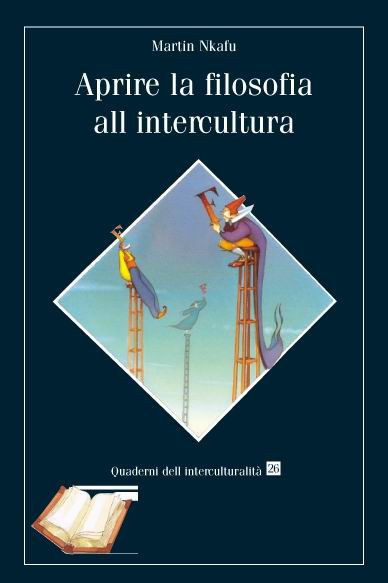 Martin Nkafu
Aprire la filosofia
all intercultura
F
F
F
Quaderni dell interculturalità 26